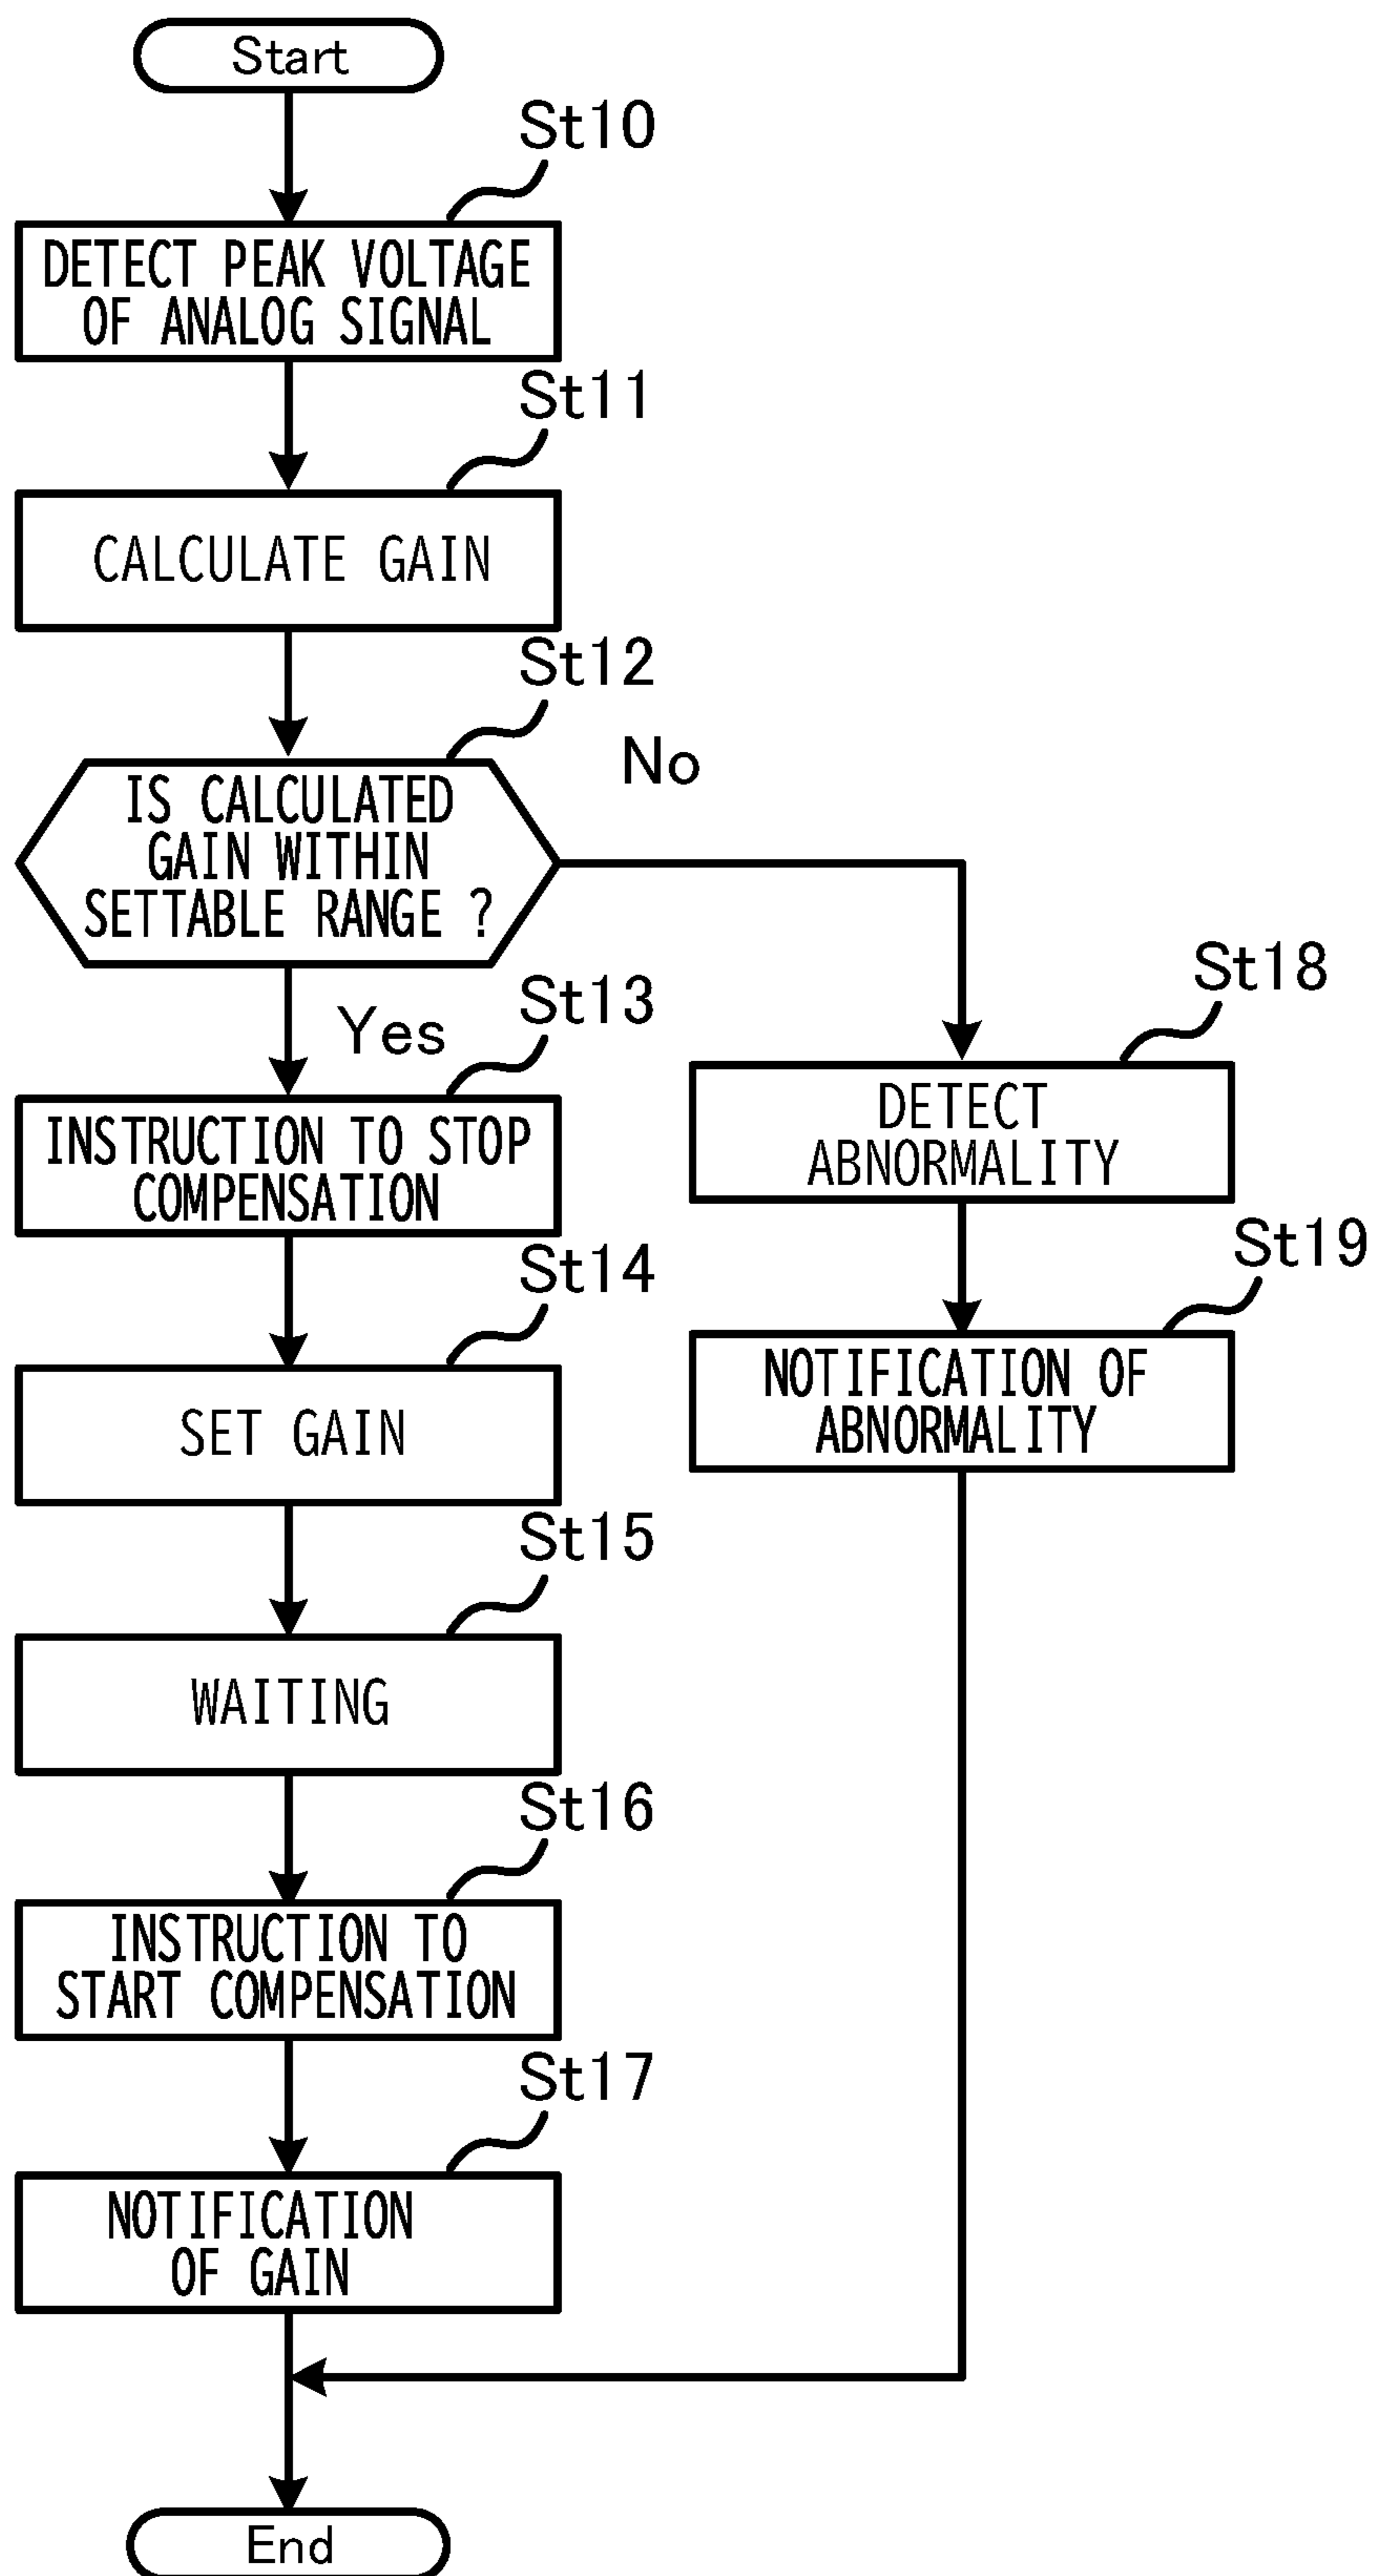 Start
St10
DETECT PEAK VOLTAGE
OF ANALOG SIGNAL
St11
CALCULATE GAIN
St12
IS CALCULATED
GAIN WITHIN
SETTABLE RANGE ?
No
Yes
St13
INSTRUCTION TO STOP
COMPENSATION
St14
SET GAIN
St15
WAITING
St16
INSTRUCTION TO
START COMPENSATION
St17
NOTIFICATION
OF GAIN
St18
DETECT
ABNORMALITY
St19
NOTIFICATION OF
ABNORMALITY
End